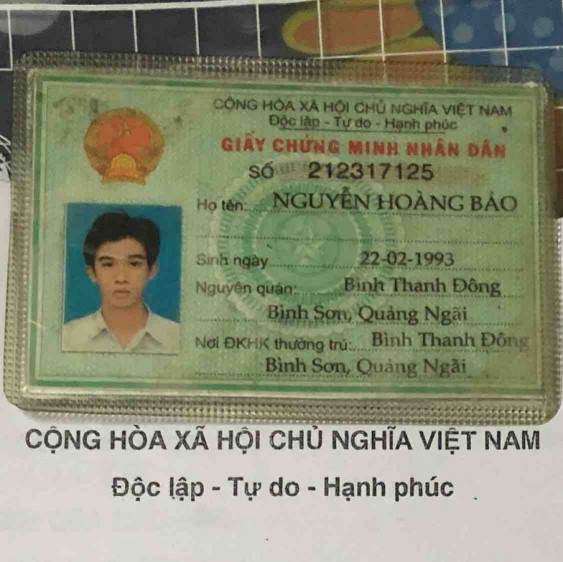 CỘNG HÒA XÃ HỘI CHỦ NGHĨA VIỆT NAM
Độc lập - Tự do - Hạnh phúc
GIẤY CHỨNG MINH NHÂN DÂN
SỐ 212317125
Họ tên: NGUYỄN HOÀNG BẢO
Sinh ngày 22-02-1993
Nguyên quán: Bình Thanh Đông
Bình Sơn, Quảng Ngãi
Nơi ĐKHK thường trú: Bình Thanh Đông
Bình Sơn, Quảng Ngãi
CỘNG HÒA XÃ HỘI CHỦ NGHĨA VIỆT NAM
Độc lập - Tự do - Hạnh phúc